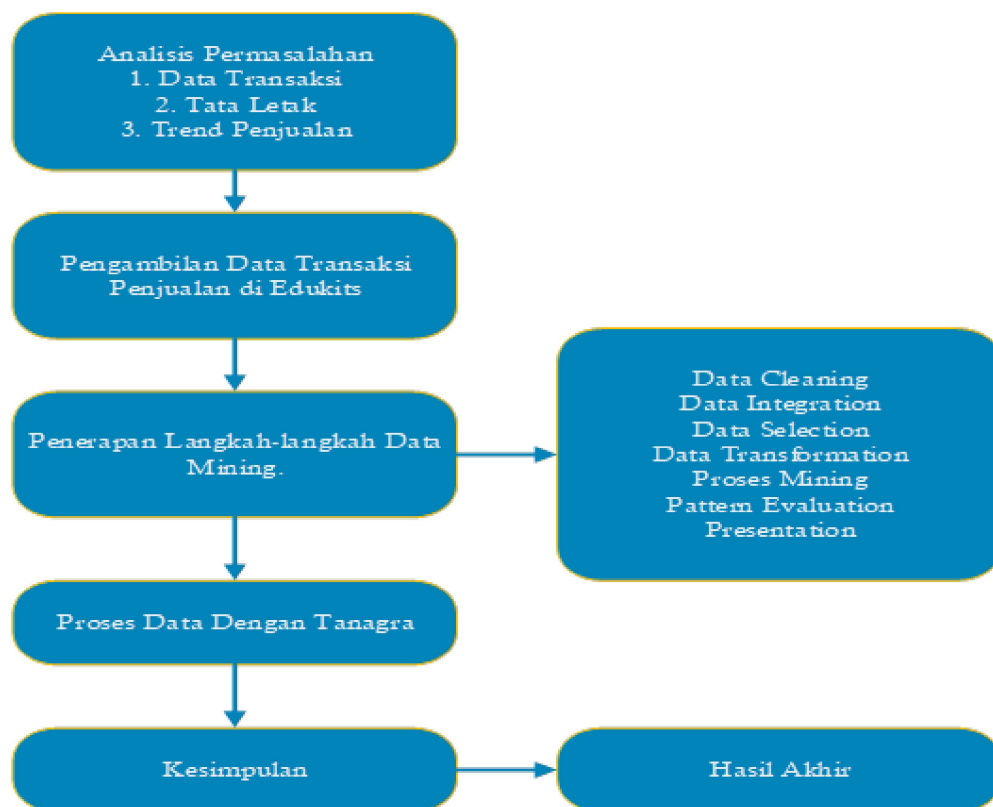 Analisis Permasalahan
1. Data Transaksi
2. Tata Letak
3. Trend Penjualan
Pengambilan Data Transaksi
Penjualan di Edukits
Penerapan Langkah-langkah Data
Mining.
Data Cleaning
Data Integration
Data Selection
Data Transformation
Proses Mining
Pattern Evaluation
Presentation
Proses Data Dengan Tanagra
Kesimpulan
Hasil Akhir